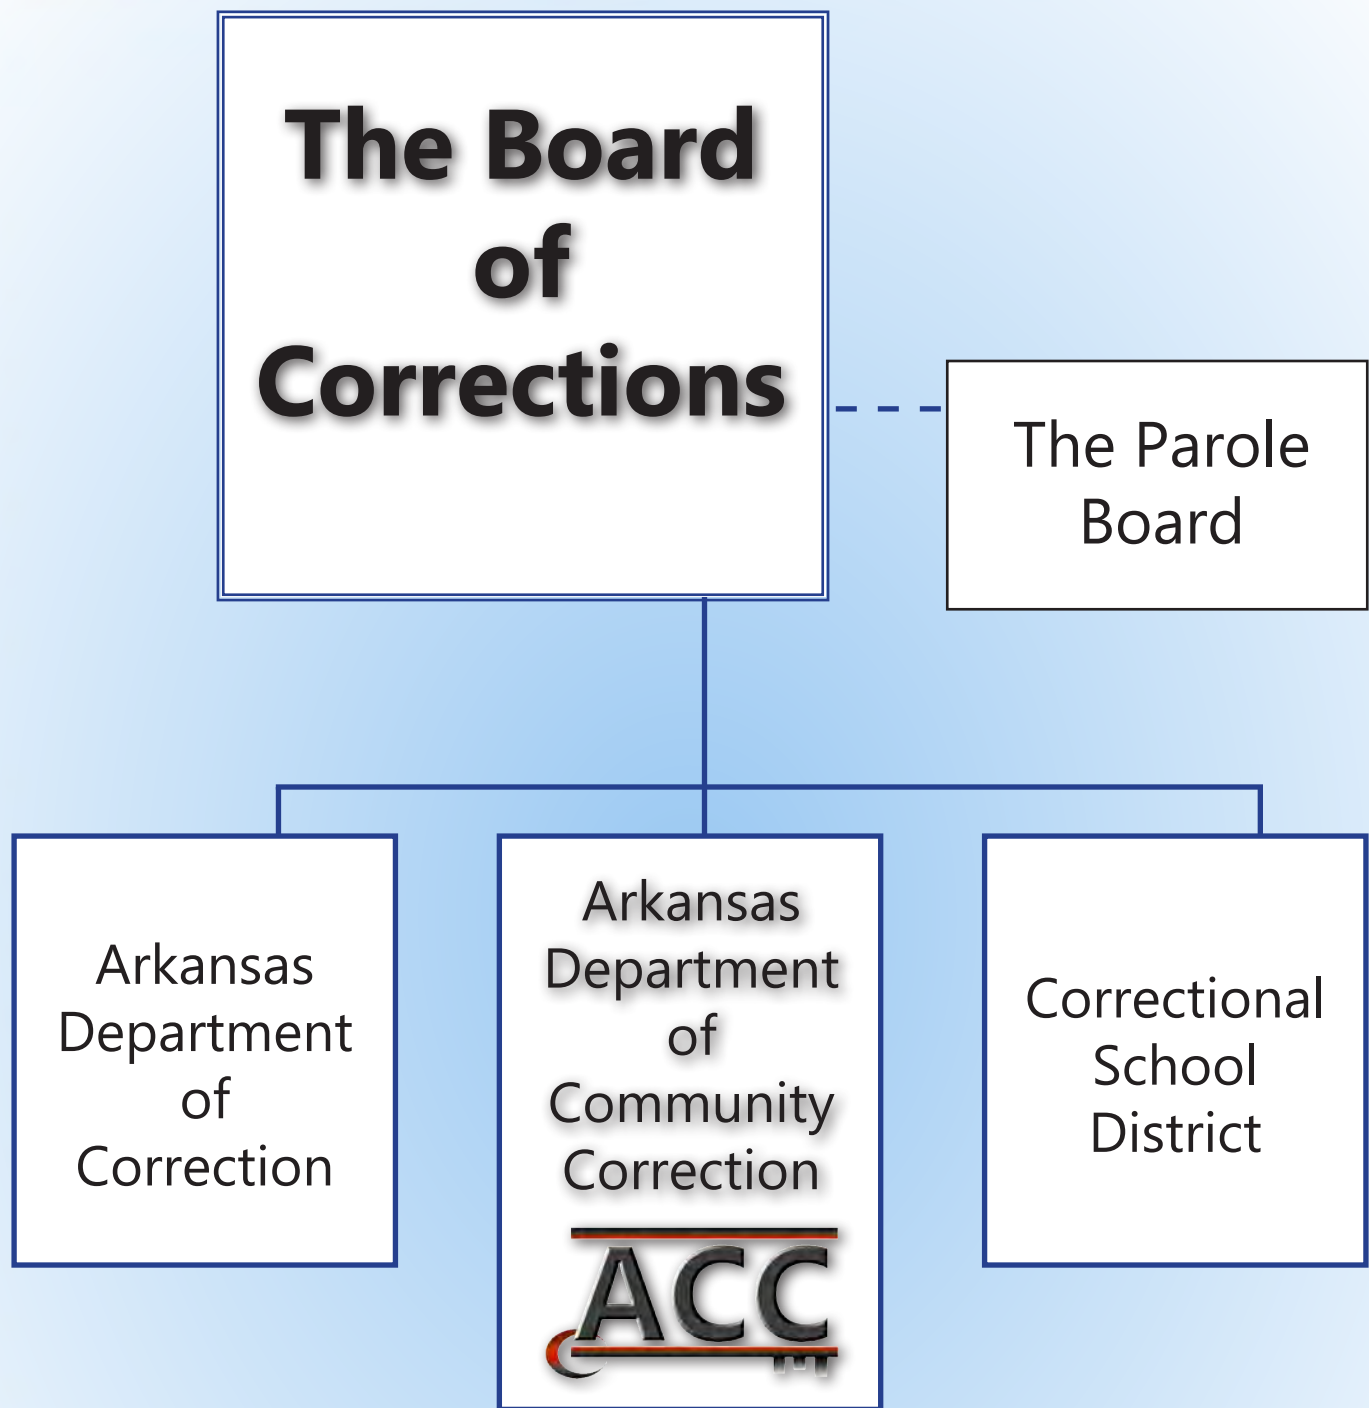 The Board
of
Corrections
The Parole
Board
Arkansas
Department
of
Correction
Arkansas
Department
of
Community
Correction
ACC
Correctional
School
District